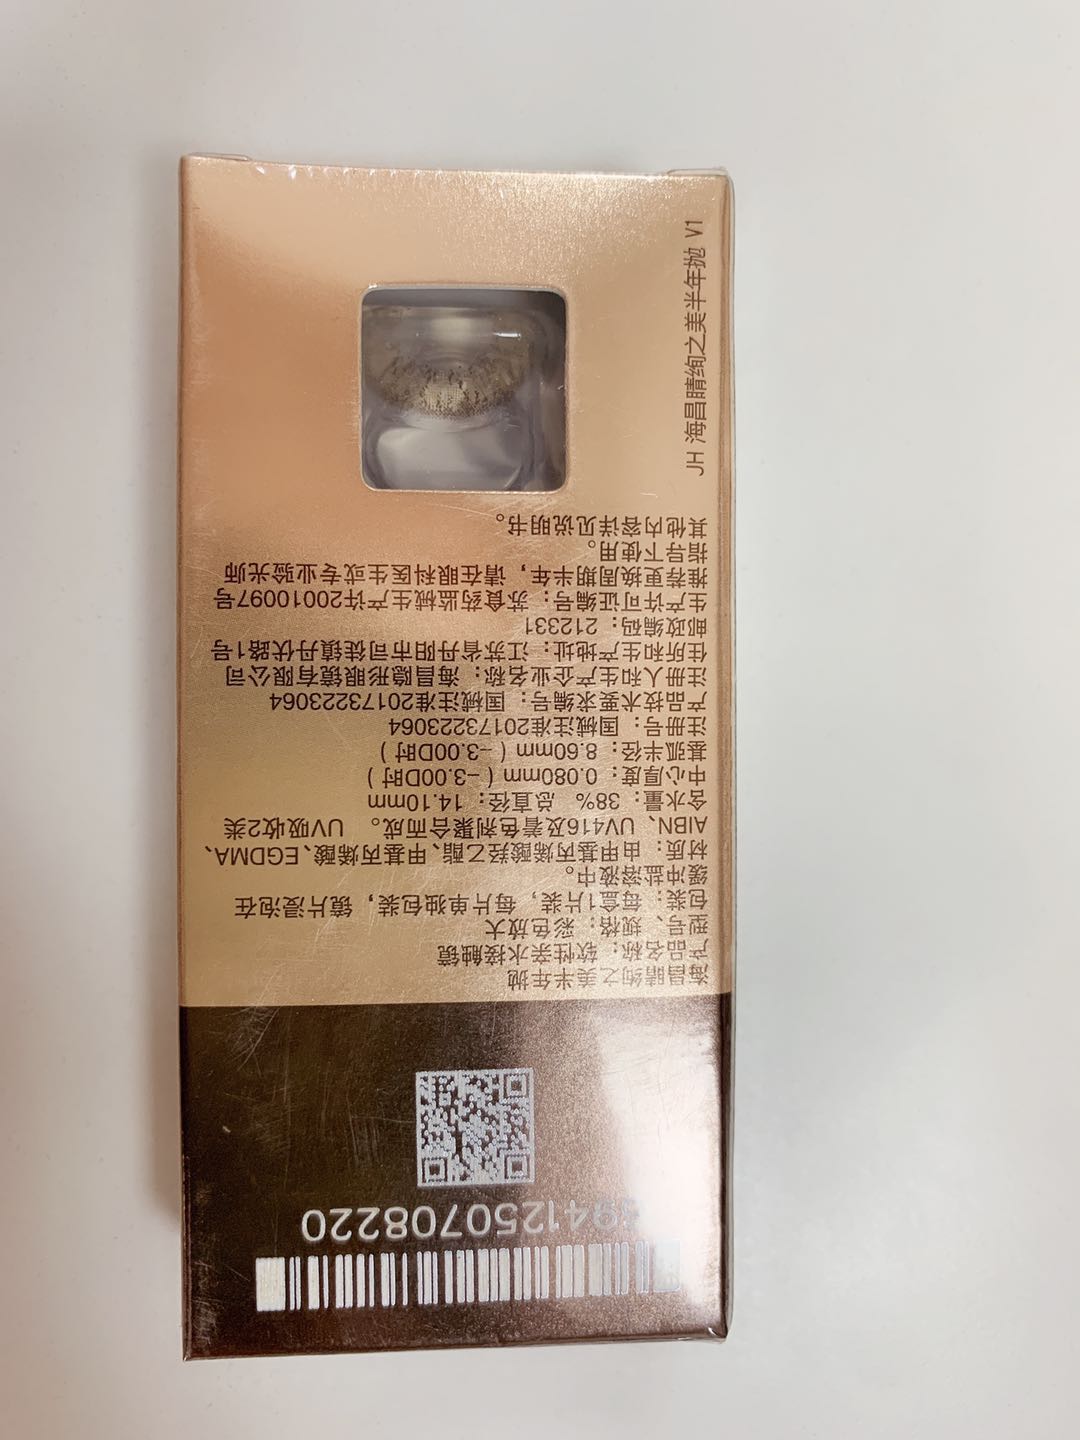 海昌睛绚之美半年抛
产品名称：软性亲水接触镜
型号、规格：彩色放大
包装：每盒1片装，每片单独包装，镜片浸泡在
缓冲盐溶液中。
材质：由甲基丙烯酸羟乙酯、甲基丙烯酸、EGDMA、
AIBN、UV416及着色剂聚合而成。 UV吸收2类
含水量：38% 总直径：14.10mm
中心厚度：0.080mm（-3.00D时）
基弧半径：8.60mm（-3.00D时）
注册号：国械注准20173223064
产品技术要求编号：国械注准20173223064
注册人和生产企业名称：海昌隐形眼镜有限公司
住所和生产地址：江苏省丹阳市司徒镇丹伏路1号
邮政编码：212331
生产许可证编号：苏食药监械生产许20010097号
推荐更换周期半年，请在眼科医生或专业验光师
指导下使用。
其他内容详见说明书。
JH 海昌睛绚之美半年抛 V1
6941250708220